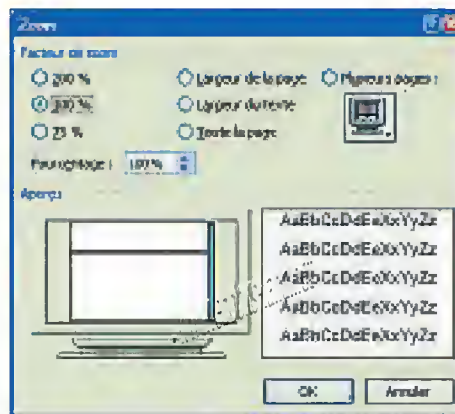 Zoom
Facteur de zoom
200 % Largeur de la page Plusieurs pages :
100 % Largeur du texte
75 % Toute la page
Pourcentage : 100 %
Aperçu
AaBbCcDdEeXxYyZz
AaBbCcDdEeXxYyZz
AaBbCcDdEeXxYyZz
AaBbCcDdEeXxYyZz
AaBbCcDdEeXxYyZz
OK Annuler